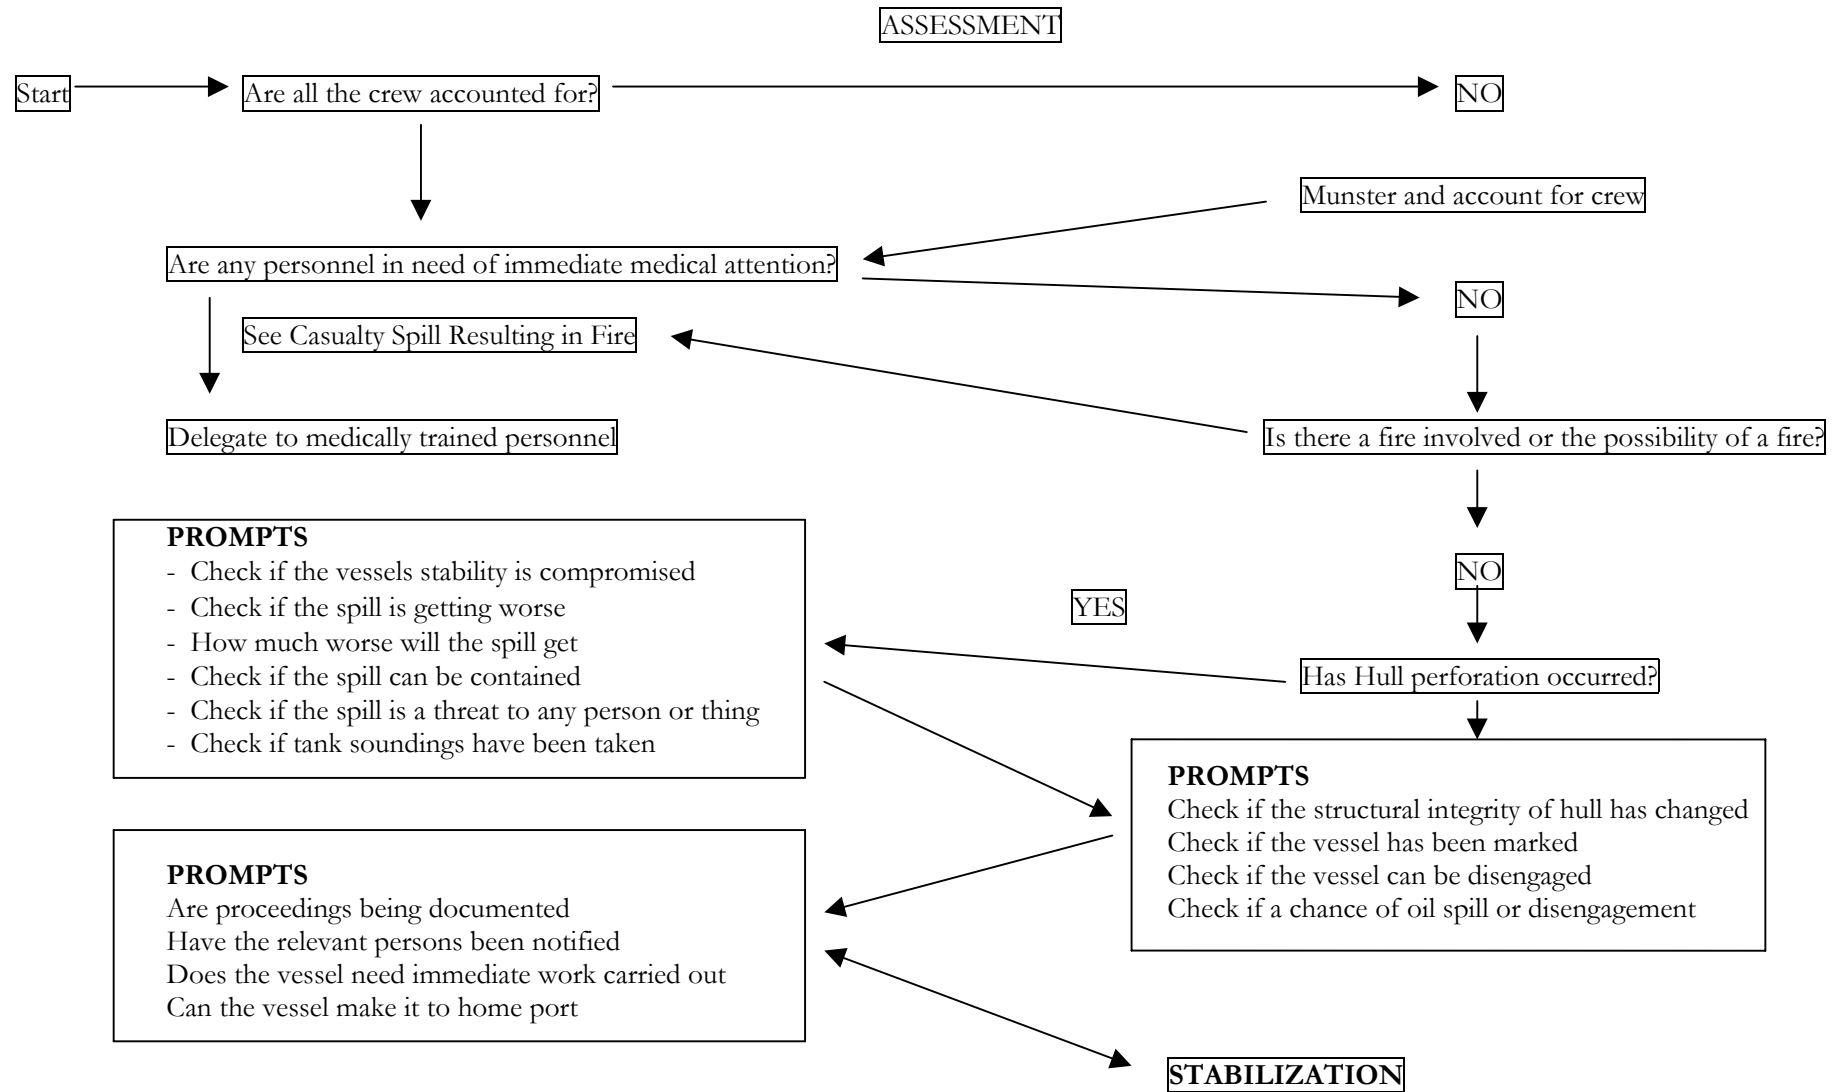 ASSESSMENT
Start
Are all the crew accounted for?
NO
Munster and account for crew
Are any personnel in need of immediate medical attention?
NO
See Casualty Spill Resulting in Fire
Delegate to medically trained personnel
Is there a fire involved or the possibility of a fire?
PROMPTS
- Check if the vessels stability is compromised
- Check if the spill is getting worse
- How much worse will the spill get
- Check if the spill can be contained
- Check if the spill is a threat to any person or thing
- Check if tank soundings have been taken
NO
YES
Has Hull perforation occurred?
PROMPTS
Check if the structural integrity of hull has changed
Check if the vessel has been marked
Check if the vessel can be disengaged
Check if a chance of oil spill or disengagement
PROMPTS
Are proceedings being documented
Have the relevant persons been notified
Does the vessel need immediate work carried out
Can the vessel make it to home port
STABILIZATION